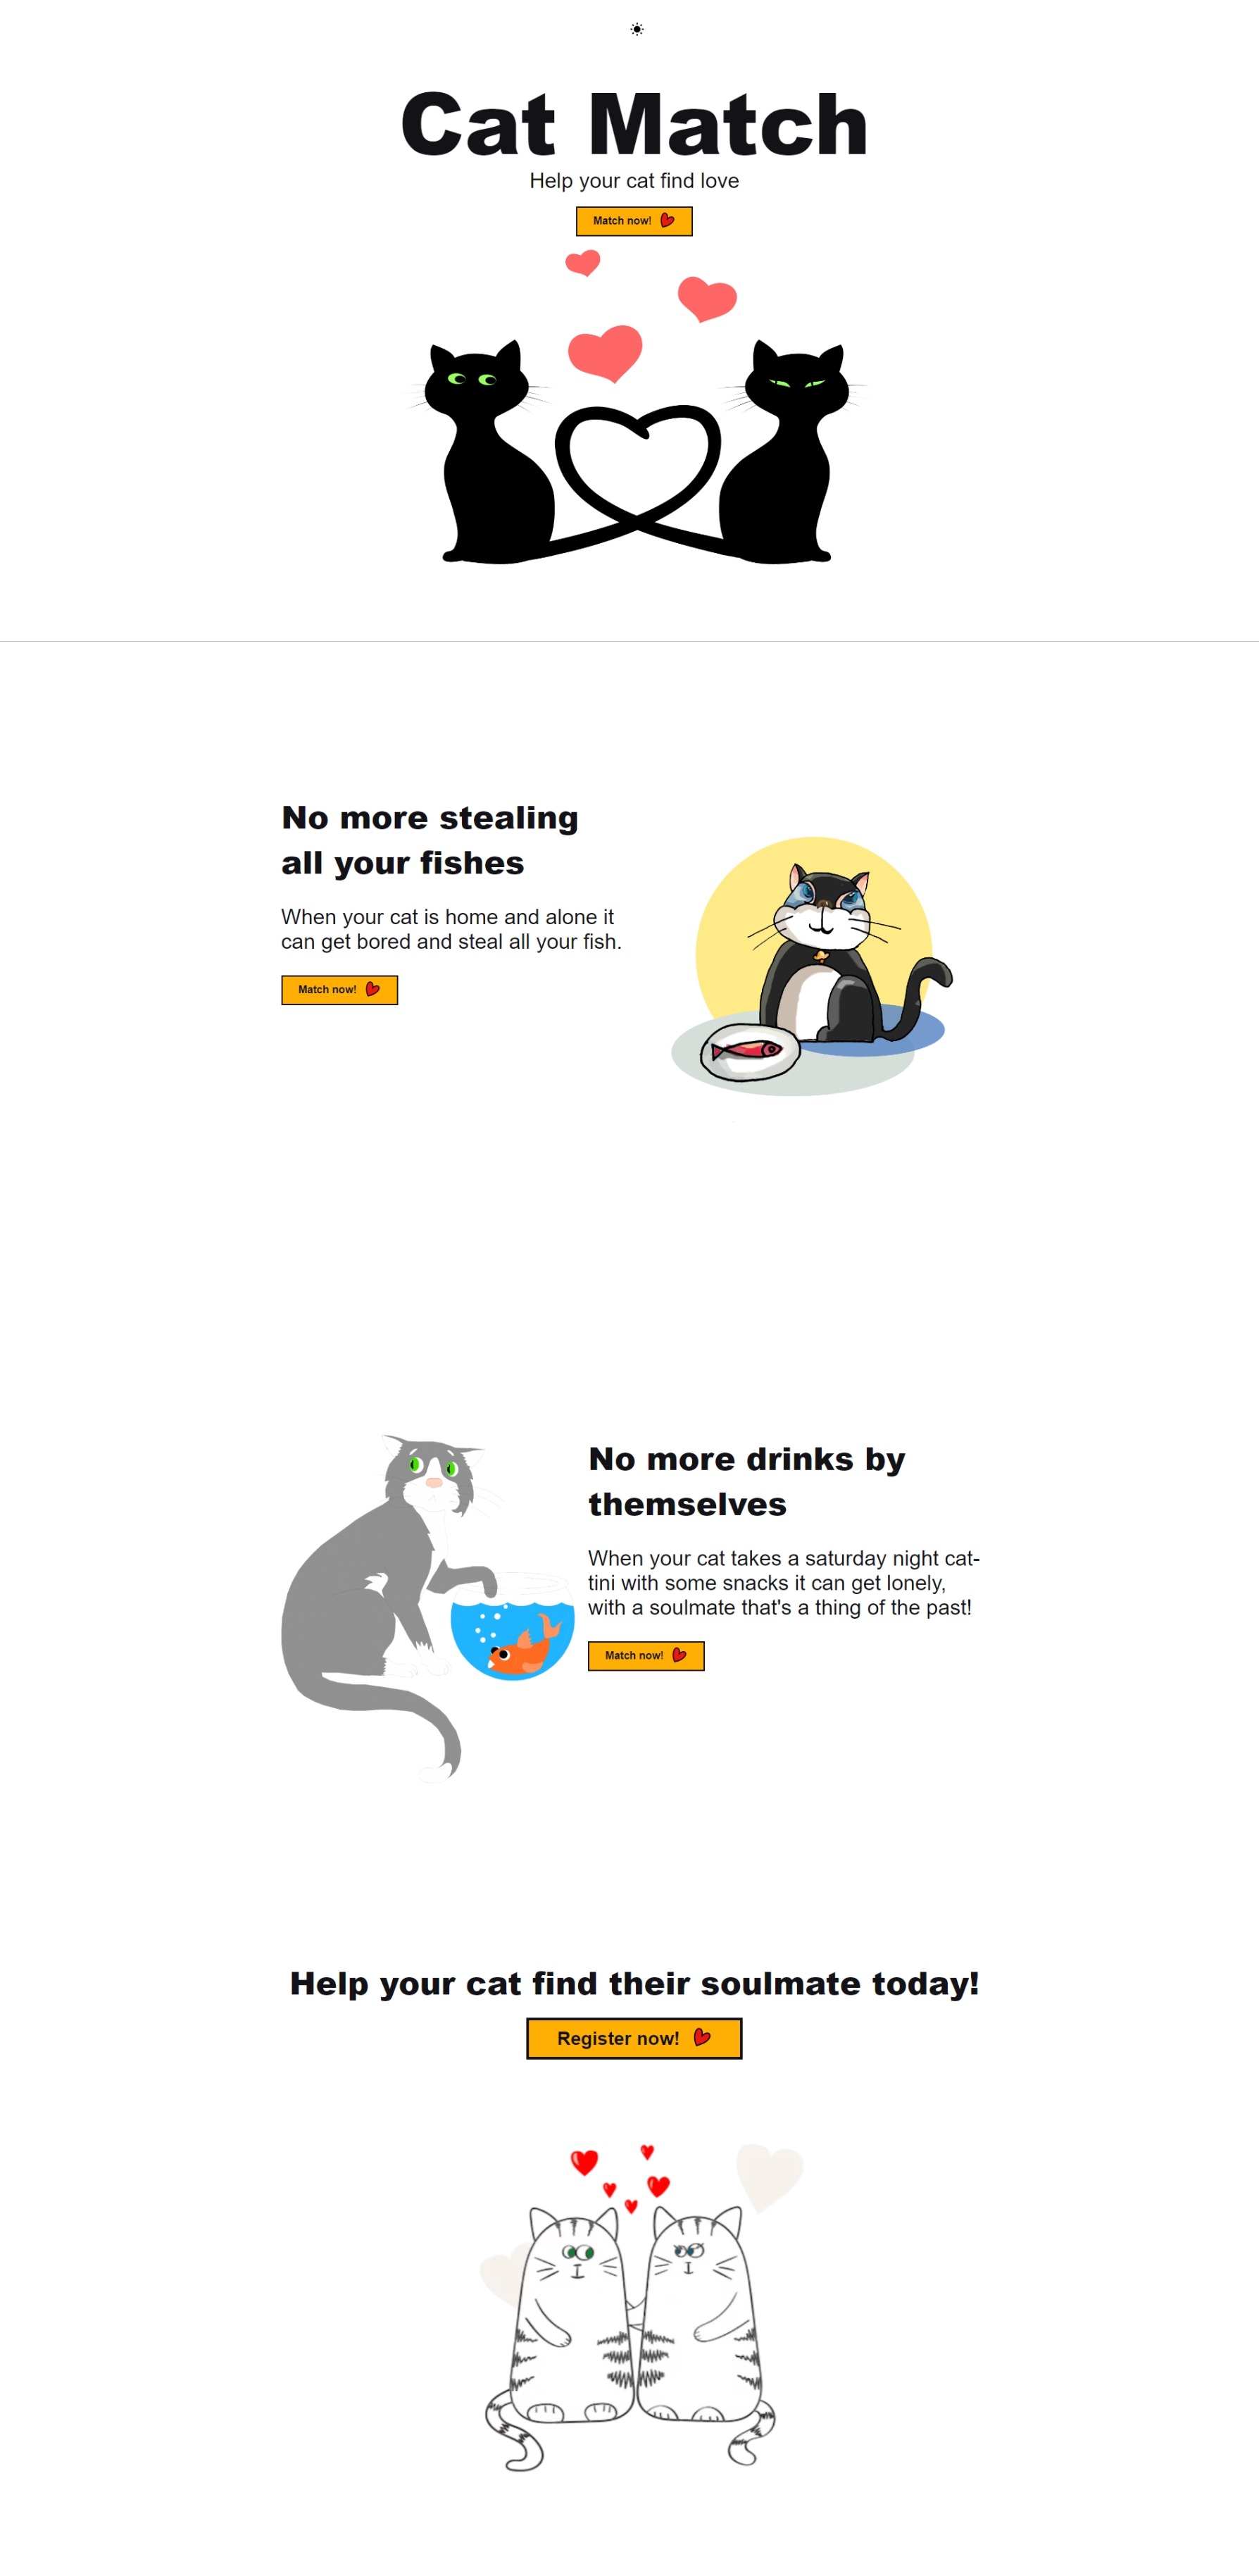 Cat Match
Help your cat find love
Match now!
No more stealing
all your fishes
When your cat is home and alone it
can get bored and steal all your fish.
Match now!
No more drinks by
themselves
When your cat takes a saturday night cat-
tini with some snacks it can get lonely,
with a soulmate that's a thing of the past!
Match now!
Help your cat find their soulmate today!
Register now!